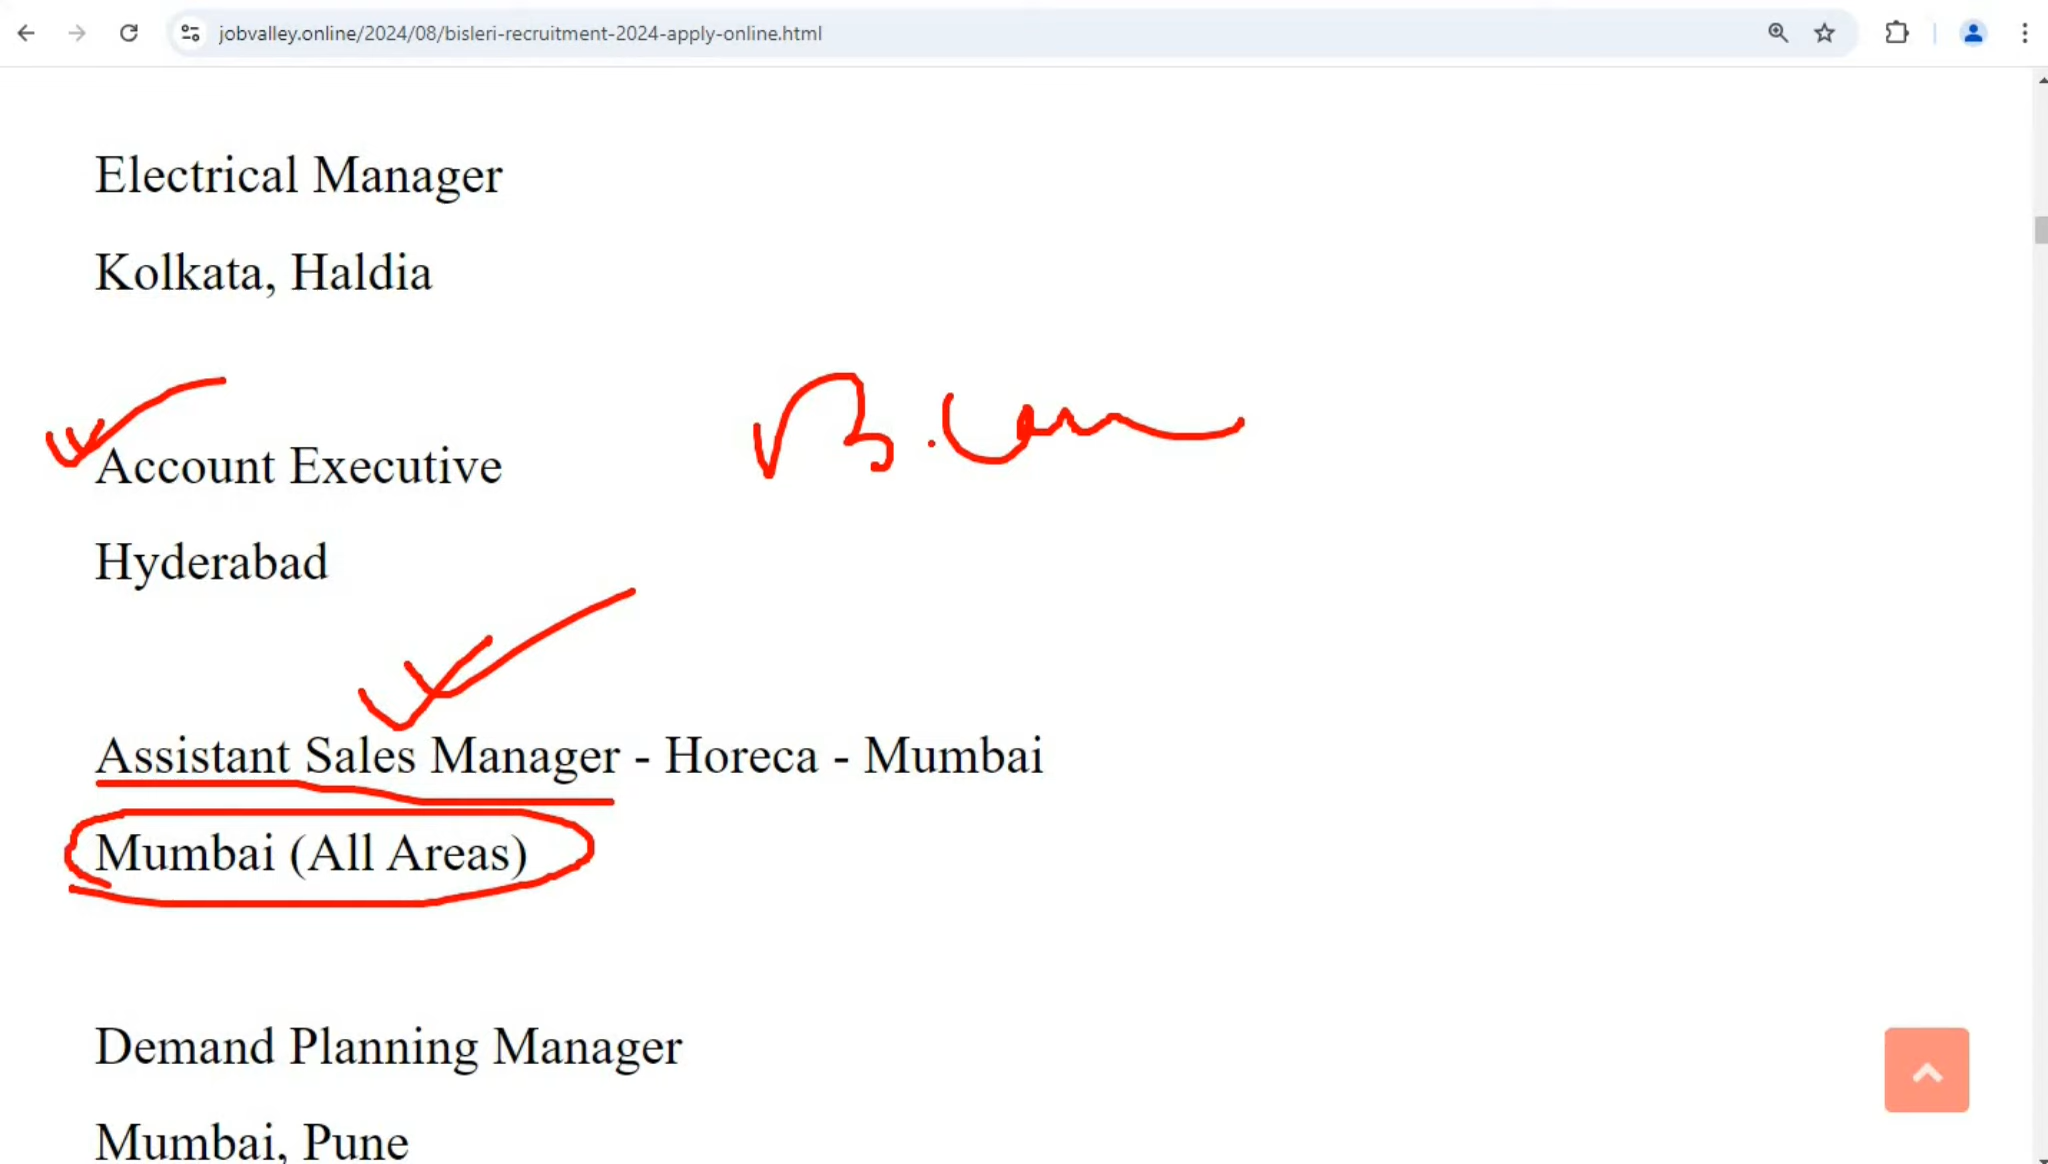 jobvalley.online/2024/08/bisleri-recruitment-2024-apply-online.html
Electrical Manager
Kolkata, Haldia
Account Executive
Hyderabad
Assistant Sales Manager - Horeca - Mumbai
Mumbai (All Areas)
Demand Planning Manager
Mumbai, Pune